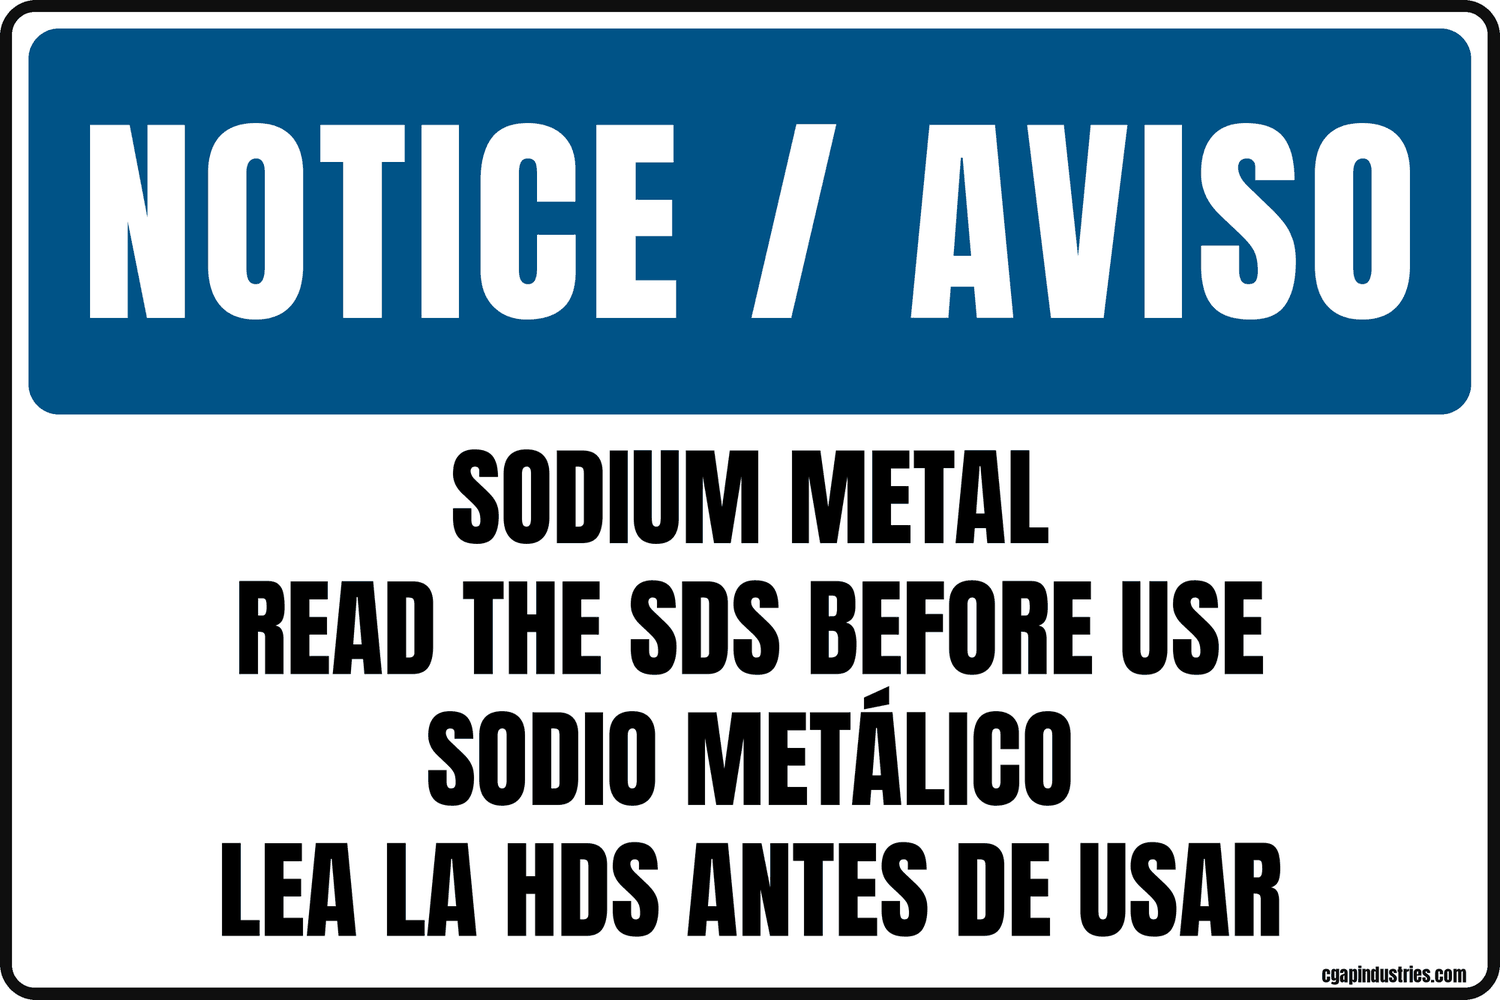 NOTICE / AVISO
SODIUM METAL
READ THE SDS BEFORE USE
SODIO METÁLICO
LEA LA HDS ANTES DE USAR
cgapindustries.com